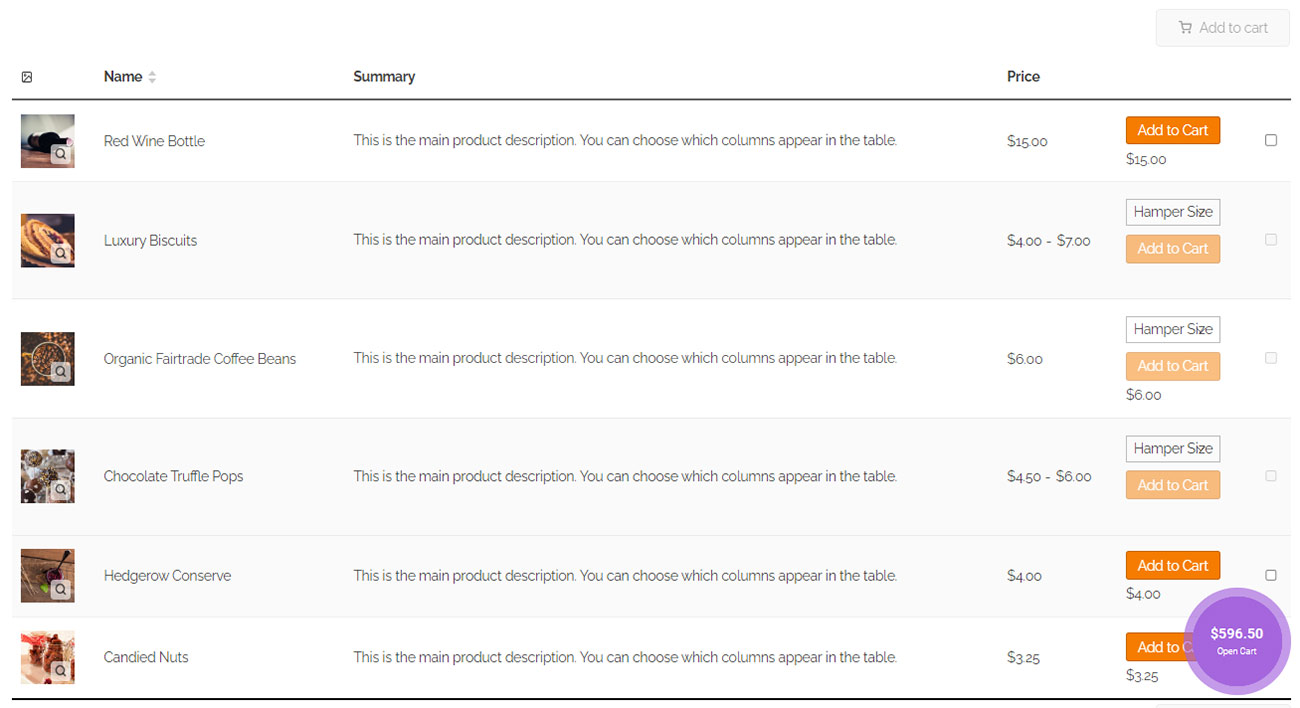 Add to cart
Name Summary Price
Red Wine Bottle This is the main product description. You can choose which columns appear in the table. $15.00 Add to Cart
$15.00
Hamper Size
Luxury Biscuits This is the main product description. You can choose which columns appear in the table. $4.00 - $7.00
Add to Cart
Hamper Size
Organic Fairtrade Coffee Beans This is the main product description. You can choose which columns appear in the table. $6.00
Add to Cart
$6.00
Hamper Size
Chocolate Truffle Pops This is the main product description. You can choose which columns appear in the table. $4.50 - $6.00
Add to Cart
Hedgerow Conserve This is the main product description. You can choose which columns appear in the table. $4.00 Add to Cart
$4.00
$596.50
Open Cart
Candied Nuts This is the main product description. You can choose which columns appear in the table. $3.25 Add to
$3.25